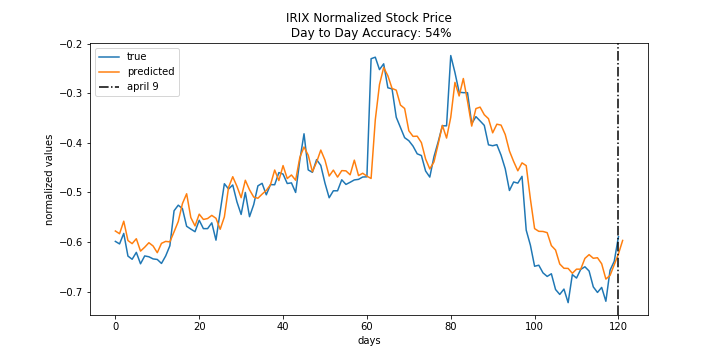 IRIX Normalized Stock Price
Day to Day Accuracy: 54%
true
predicted
april 9
normalized values
−0.2
−0.3
−0.4
−0.5
−0.6
−0.7
0 20 40 60 80 100 120
days